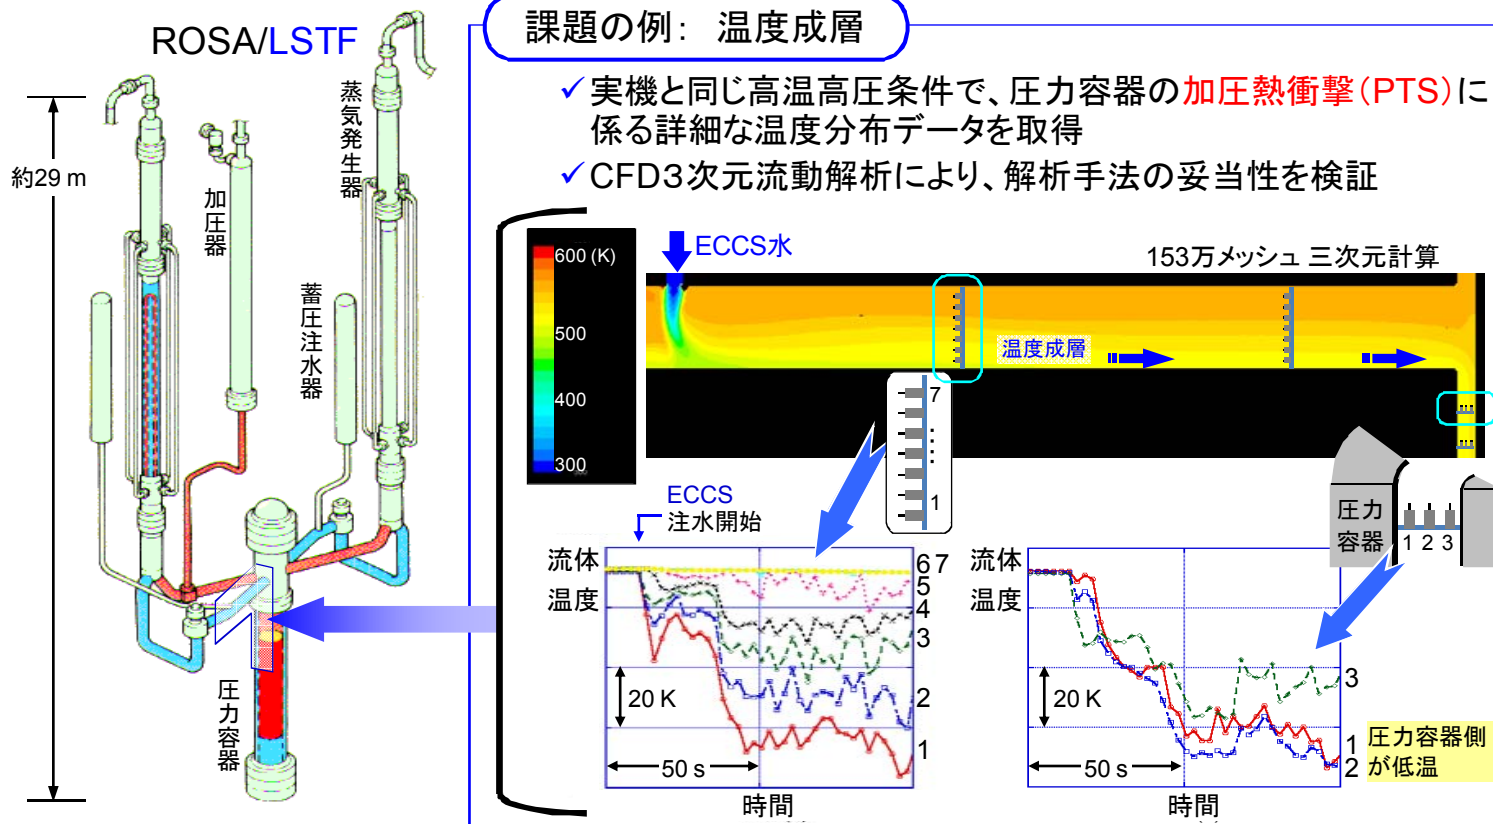 ROSA/LSTF
約29 m
加圧器
蒸気発生器
蓄圧注水器
圧力容器
課題の例： 温度成層
✓実機と同じ高温高圧条件で、圧力容器の加圧熱衝撃（PTS）に
係る詳細な温度分布データを取得
✓CFD３次元流動解析により、解析手法の妥当性を検証
600 (K)
500
400
300
ECCS水
153万メッシュ 三次元計算
温度成層
7
1
圧力
容器
1 2 3
ECCS
注水開始
流体
温度
6 7
5
4
3
2
1
20 K
50 s
時間
流体
温度
3
1
2
20 K
50 s
時間
圧力容器側
が低温